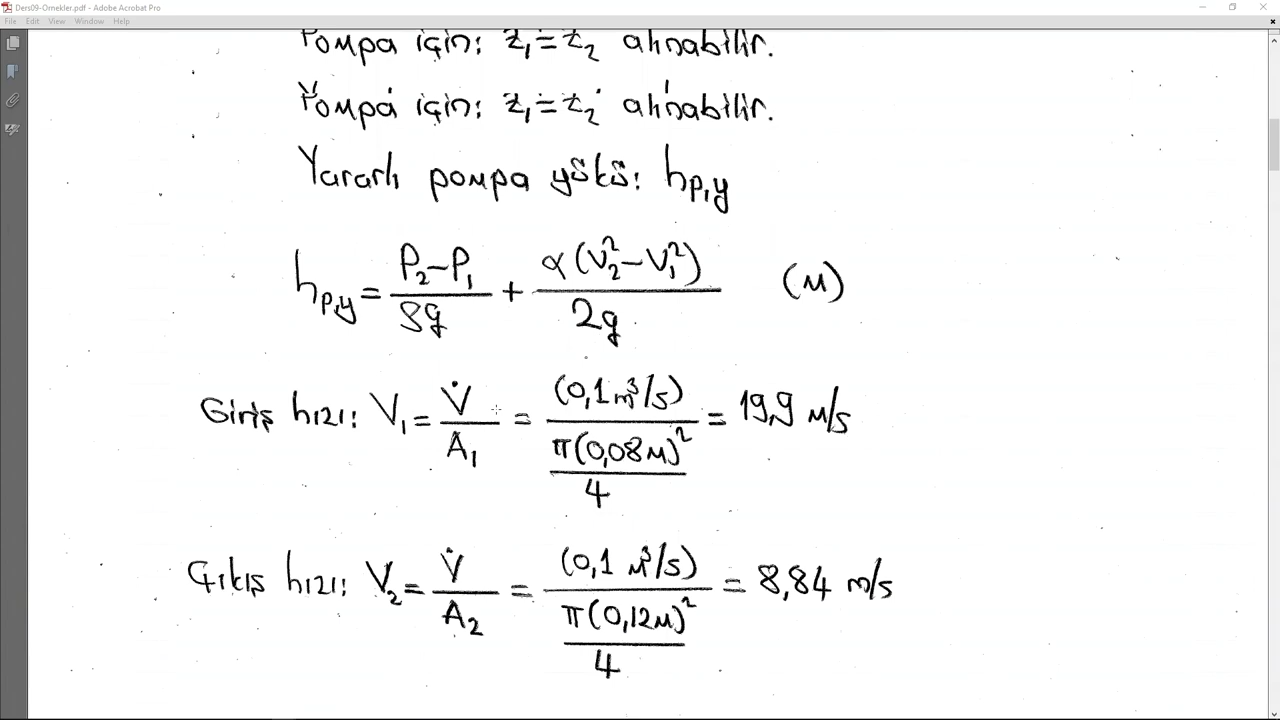 Ders09-Ornekler.pdf - Adobe Acrobat Pro
File Edit View Window Help
Pompa için: z₁=z₂ alınabilir.
Pompa için: z₁=z₂ alınabilir.
Yararlı pompa yükü: hp,y
hp,y = (P₂-P₁)/(ρg) + α(V₂²-V₁²)/(2g) (m)
Giriş hızı: V₁ = V̇/A₁ = (0,1 m³/s)/(π(0,08m)²/4) = 19,9 m/s
Çıkış hızı: V₂ = V̇/A₂ = (0,1 m³/s)/(π(0,12m)²/4) = 8,84 m/s